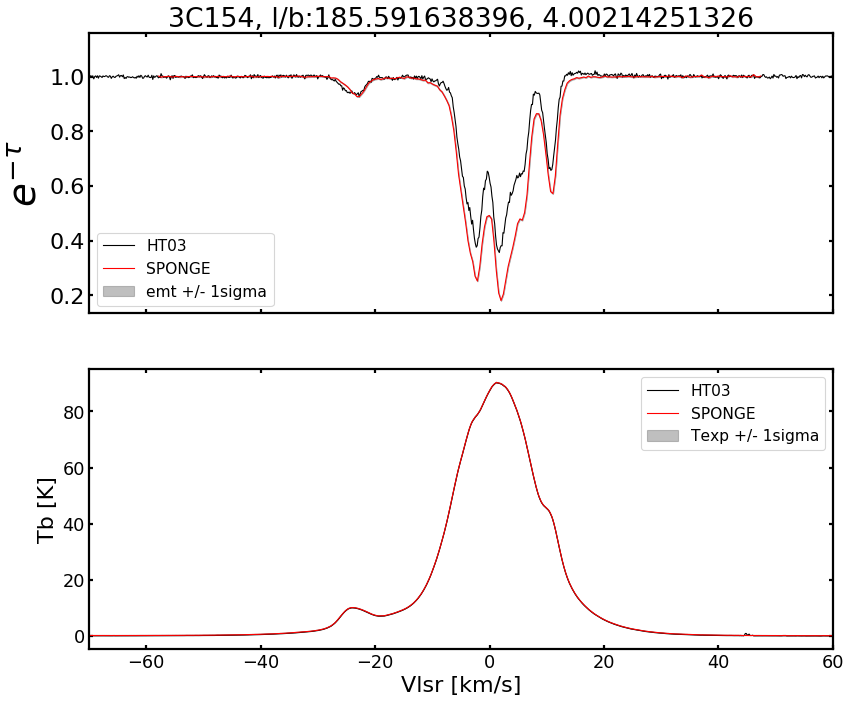 3C154, l/b:185.591638396, 4.00214251326
1.0
0.8
0.6
0.4
0.2
e^{-τ}
HT03
SPONGE
emt +/- 1sigma
80
60
40
20
0
Tb [K]
HT03
SPONGE
Texp +/- 1sigma
−60 −40 −20 0 20 40 60
Vlsr [km/s]